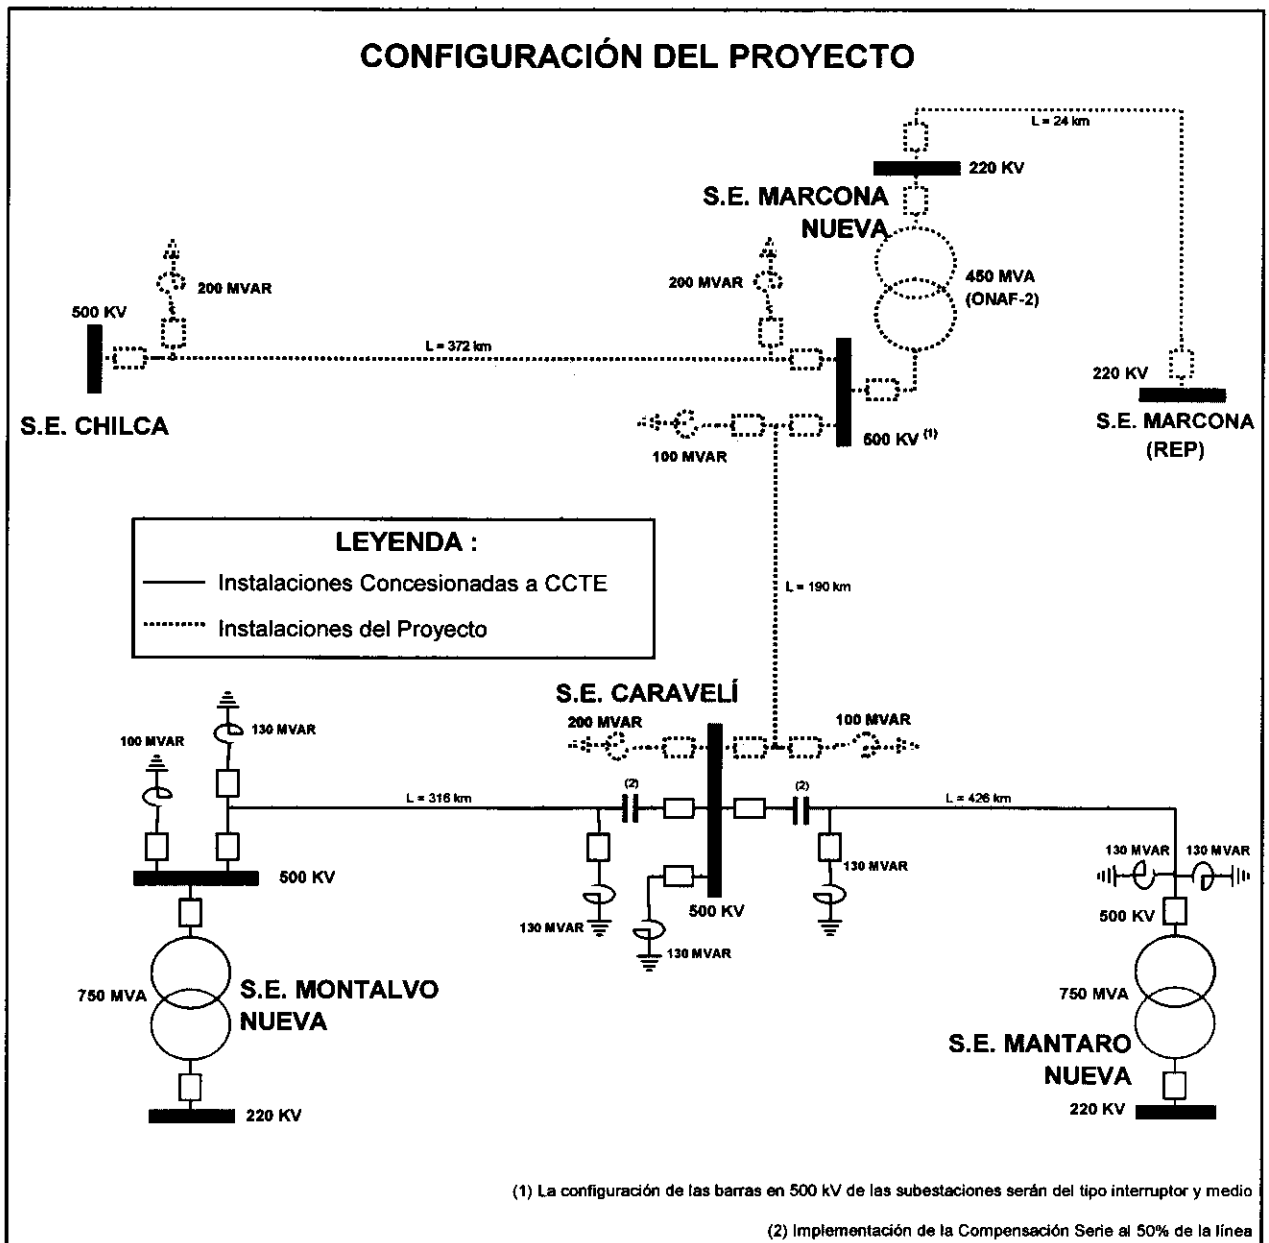 CONFIGURACIÓN DEL PROYECTO
L = 24 km
220 KV
S.E. MARCONA
NUEVA
450 MVA
(ONAF-2)
200 MVAR
200 MVAR
500 KV
L = 372 km
220 KV
S.E. CHILCA
S.E. MARCONA
(REP)
500 KV (1)
100 MVAR
LEYENDA :
Instalaciones Concesionadas a CCTE
Instalaciones del Proyecto
L = 190 km
S.E. CARAVELÍ
200 MVAR
100 MVAR
130 MVAR
100 MVAR
(2)
(2)
L = 316 km
L = 426 km
130 MVAR
130 MVAR
130 MVAR
500 KV
500 KV
500 KV
130 MVAR
130 MVAR
750 MVA
S.E. MONTALVO
NUEVA
750 MVA
S.E. MANTARO
NUEVA
220 KV
220 KV
(1) La configuración de las barras en 500 kV de las subestaciones serán del tipo interruptor y medio
(2) Implementación de la Compensación Serie al 50% de la línea